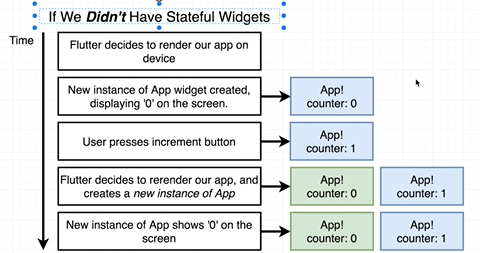 If We Didn't Have Stateful Widgets
Time
Flutter decides to render our app on
device
New instance of App widget created,
displaying '0' on the screen.
App!
counter: 0
User presses increment button
App!
counter: 1
Flutter decides to rerender our app, and
creates a new instance of App
App!
counter: 0
App!
counter: 1
New instance of App shows '0' on the
screen
App!
counter: 0
App!
counter: 1